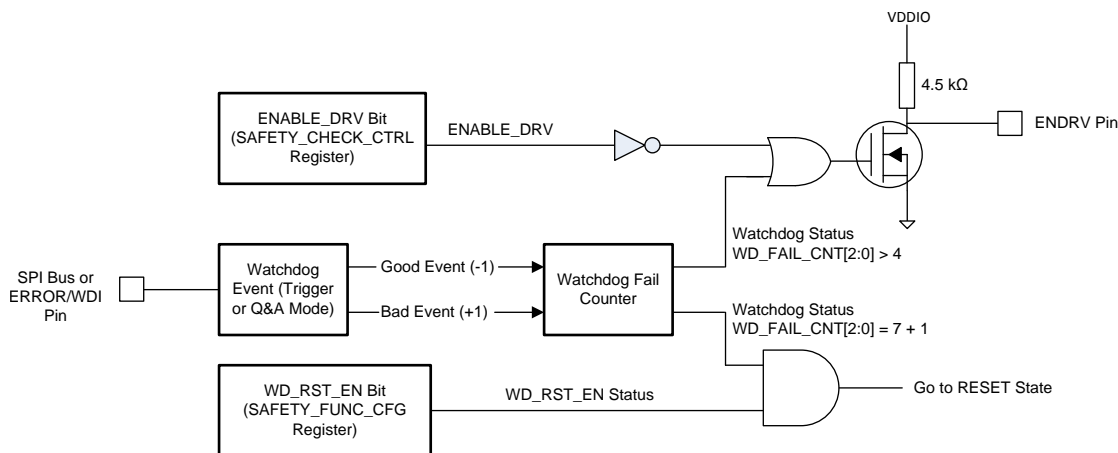 VDDIO
4.5 kΩ
ENDRV Pin
ENABLE_DRV Bit
(SAFETY_CHECK_CTRL
Register)
ENABLE_DRV
Watchdog Status
WD_FAIL_CNT[2:0] > 4
SPI Bus or
ERROR/WDI
Pin
Watchdog
Event (Trigger
or Q&A Mode)
Good Event (-1)
Bad Event (+1)
Watchdog Fail
Counter
Watchdog Status
WD_FAIL_CNT[2:0] = 7 + 1
WD_RST_EN Bit
(SAFETY_FUNC_CFG
Register)
WD_RST_EN Status
Go to RESET State